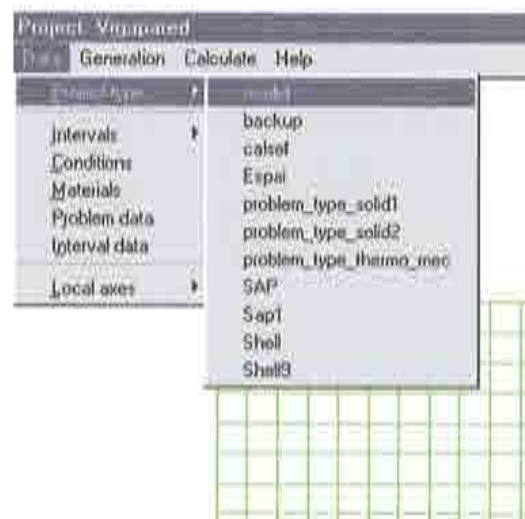 Project: Vnappared
Data Generation Calculate Help
Problem type
Intervals
Conditions
Materials
Problem data
Interval data
Local axes
backup
calsef
Espai
problem_type_solid1
problem_type_solid2
problem_type_thermo_mec
SAP
Sap1
Shell
Shell9